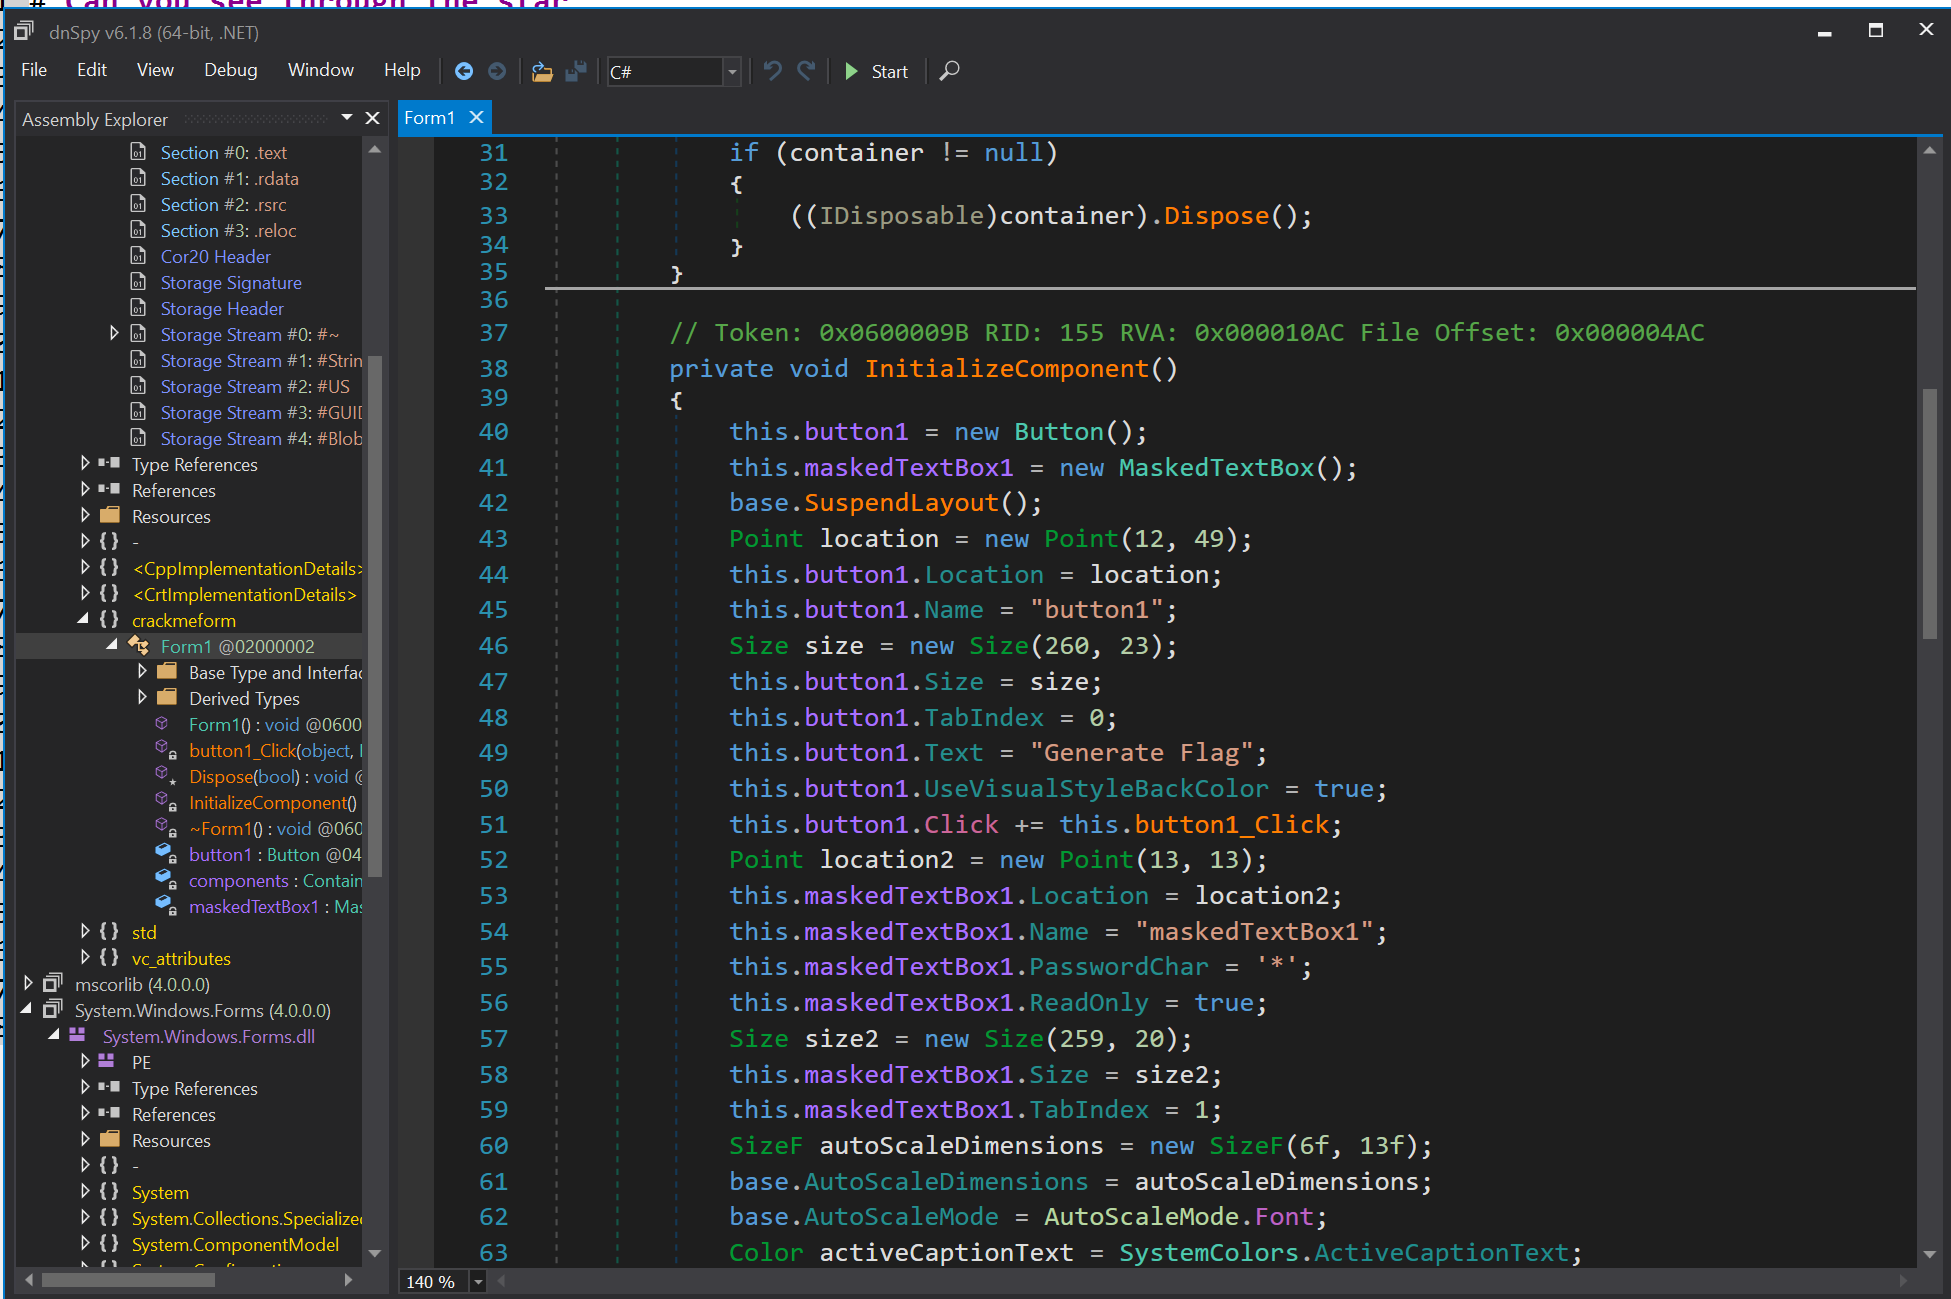 # Can you see through the star
dnSpy v6.1.8 (64-bit, .NET)
File Edit View Debug Window Help C# Start
Assembly Explorer
Section #0: .text
Section #1: .rdata
Section #2: .rsrc
Section #3: .reloc
Cor20 Header
Storage Signature
Storage Header
Storage Stream #0: #~
Storage Stream #1: #Strin
Storage Stream #2: #US
Storage Stream #3: #GUID
Storage Stream #4: #Blob
Type References
References
Resources
{ } -
{ } <CppImplementationDetails>
{ } <CrtImplementationDetails>
{ } crackmeform
Form1 @02000002
Base Type and Interfac
Derived Types
Form1() : void @0600
button1_Click(object,
Dispose(bool) : void @
InitializeComponent()
~Form1() : void @060
button1 : Button @04
components : Contain
maskedTextBox1 : Mas
{ } std
{ } vc_attributes
mscorlib (4.0.0.0)
System.Windows.Forms (4.0.0.0)
System.Windows.Forms.dll
PE
Type References
References
Resources
{ } -
{ } System
{ } System.Collections.Specialized
{ } System.ComponentModel
Form1
31 if (container != null)
32 {
33 ((IDisposable)container).Dispose();
34 }
35 }
36
37 // Token: 0x0600009B RID: 155 RVA: 0x000010AC File Offset: 0x000004AC
38 private void InitializeComponent()
39 {
40 this.button1 = new Button();
41 this.maskedTextBox1 = new MaskedTextBox();
42 base.SuspendLayout();
43 Point location = new Point(12, 49);
44 this.button1.Location = location;
45 this.button1.Name = "button1";
46 Size size = new Size(260, 23);
47 this.button1.Size = size;
48 this.button1.TabIndex = 0;
49 this.button1.Text = "Generate Flag";
50 this.button1.UseVisualStyleBackColor = true;
51 this.button1.Click += this.button1_Click;
52 Point location2 = new Point(13, 13);
53 this.maskedTextBox1.Location = location2;
54 this.maskedTextBox1.Name = "maskedTextBox1";
55 this.maskedTextBox1.PasswordChar = '*';
56 this.maskedTextBox1.ReadOnly = true;
57 Size size2 = new Size(259, 20);
58 this.maskedTextBox1.Size = size2;
59 this.maskedTextBox1.TabIndex = 1;
60 SizeF autoScaleDimensions = new SizeF(6f, 13f);
61 base.AutoScaleDimensions = autoScaleDimensions;
62 base.AutoScaleMode = AutoScaleMode.Font;
63 Color activeCaptionText = SystemColors.ActiveCaptionText;
140 %